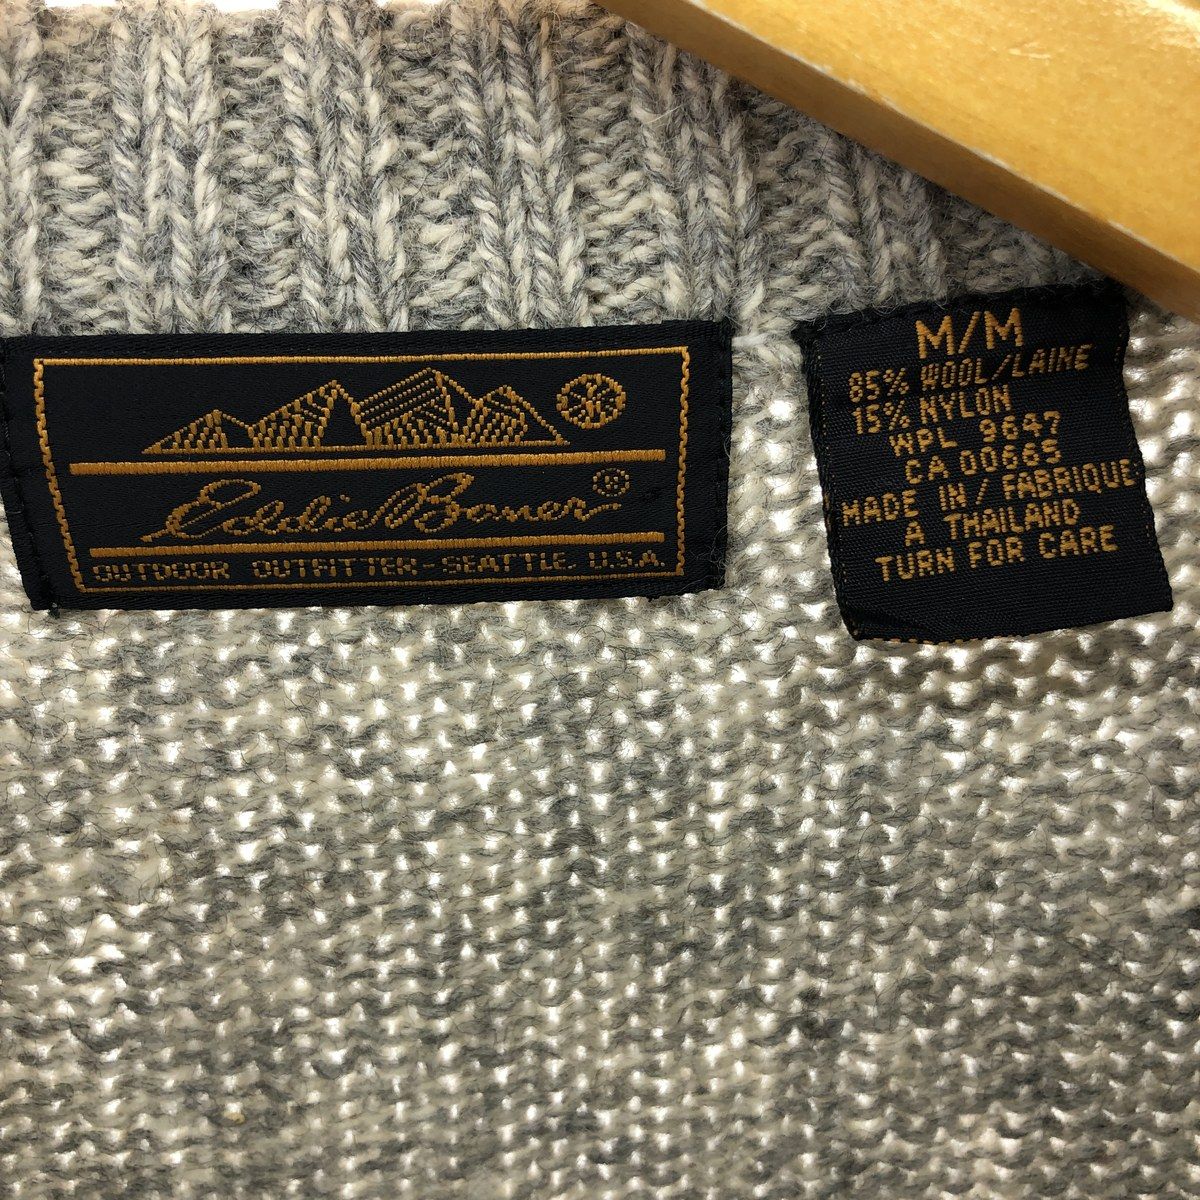 Eddie Bauer®
OUTDOOR OUTFITTER-SEATTLE, U.S.A.
M/M
85% WOOL/LAINE
15% NYLON
WPL 9647
CA 00665
MADE IN/ FABRIQUE
A THAILAND
TURN FOR CARE